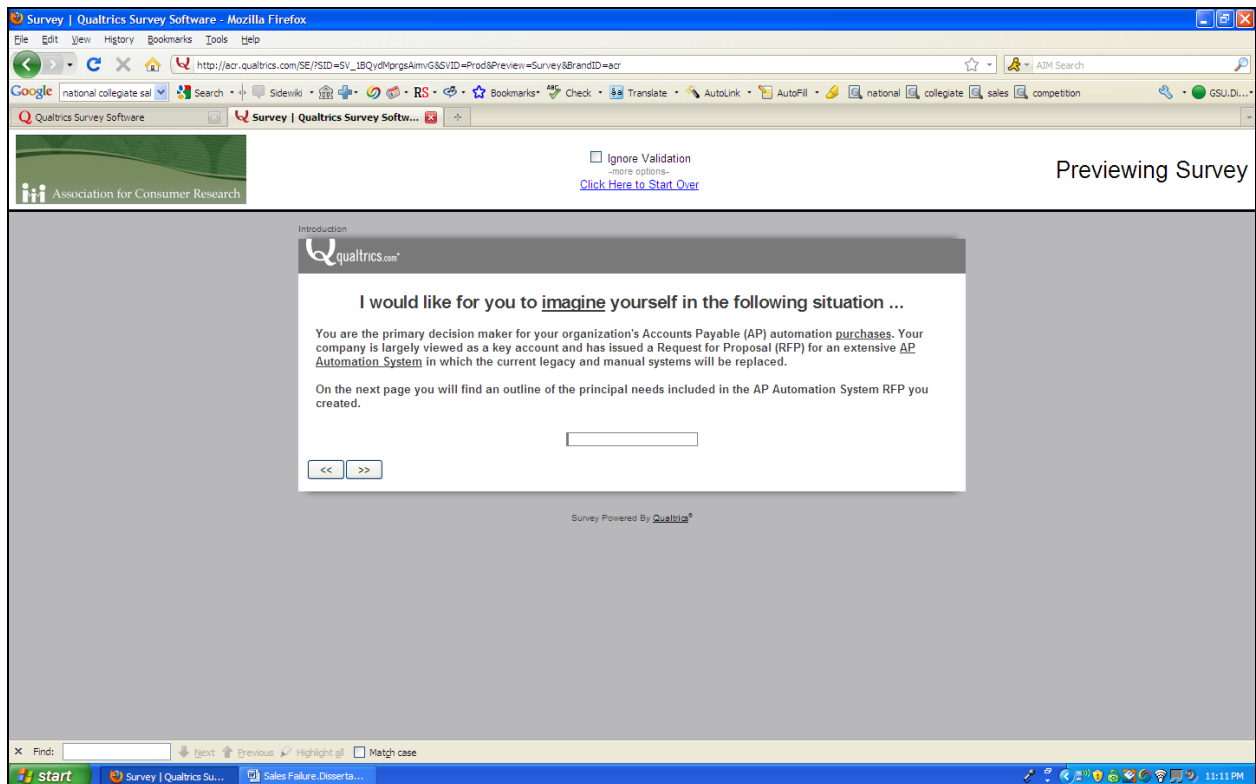 Survey | Qualtrics Survey Software - Mozilla Firefox
File Edit View History Bookmarks Tools Help
http://acr.qualtrics.com/SE/?SID=SV_1BQydMprgsAimvG&SVID=Prod&Preview=Survey&BrandID=acr
AIM Search
Google national collegiate sal Search Sidewiki RS Bookmarks Check Translate AutoLink AutoFill national collegiate sales competition GSU.Di...
Qualtrics Survey Software Survey | Qualtrics Survey Softw...
Association for Consumer Research
Ignore Validation
-more options-
Click Here to Start Over
Previewing Survey
Introduction
qualtrics.com
I would like for you to imagine yourself in the following situation ...
You are the primary decision maker for your organization's Accounts Payable (AP) automation purchases. Your
company is largely viewed as a key account and has issued a Request for Proposal (RFP) for an extensive AP
Automation System in which the current legacy and manual systems will be replaced.
On the next page you will find an outline of the principal needs included in the AP Automation System RFP you
created.
<< >>
Survey Powered By Qualtrics®
× Find: Next Previous Highlight all Match case
start Survey | Qualtrics Su... Sales Failure.Disserta... 11:11 PM